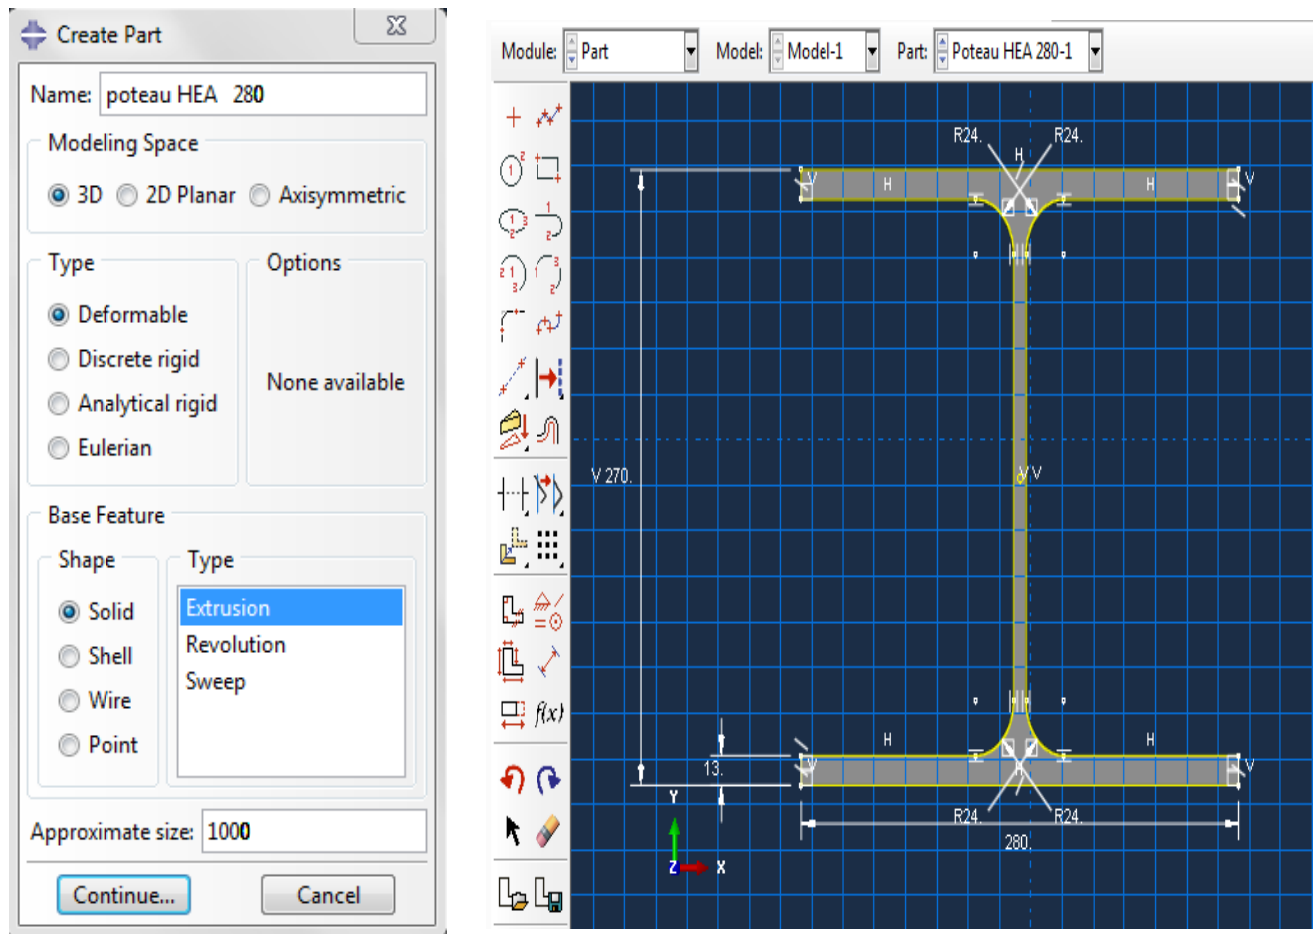 Create Part
Name: poteau HEA 280
Modeling Space
3D 2D Planar Axisymmetric
Type
Deformable
Discrete rigid
Analytical rigid
Eulerian
Options
None available
Base Feature
Shape
Solid
Shell
Wire
Point
Type
Extrusion
Revolution
Sweep
Approximate size: 1000
Continue... Cancel
Module: Part Model: Model-1 Part: Poteau HEA 280-1
R24. R24.
H
V H H V
V 270. V V
H H
13. V H V
R24. R24.
280.
Y
Z X
f(x)